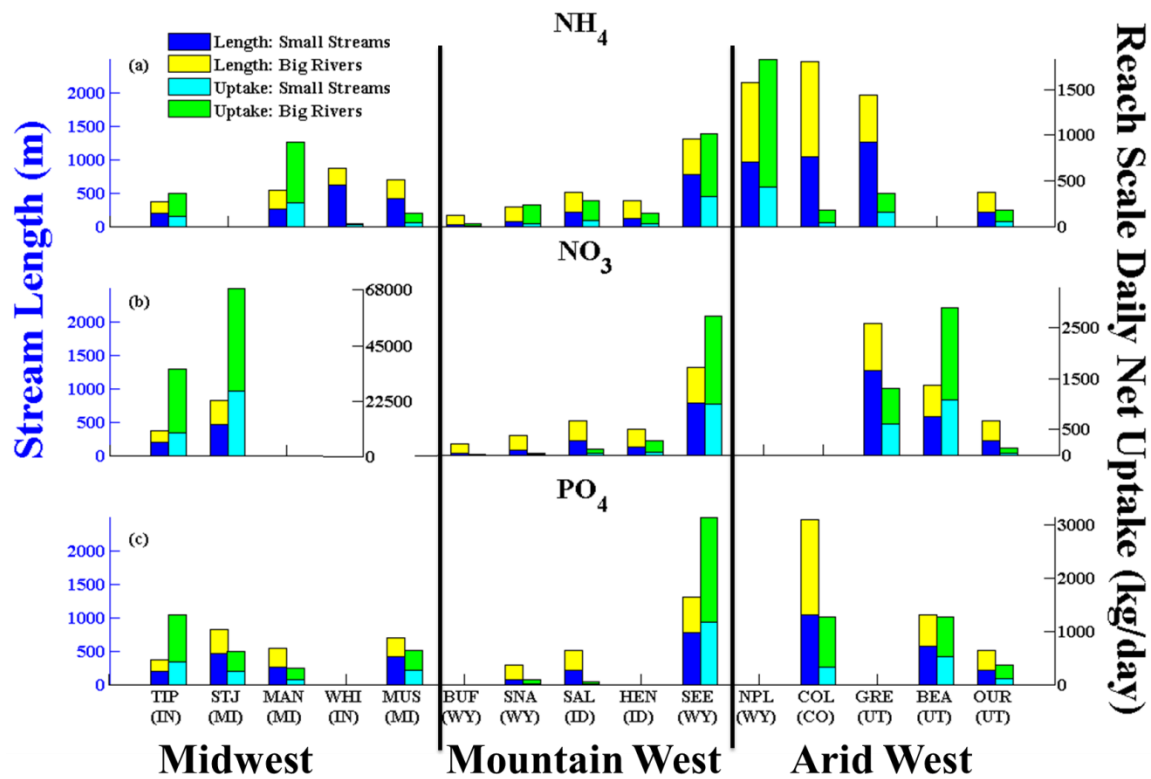 NH4
Length: Small Streams
Length: Big Rivers
Uptake: Small Streams
Uptake: Big Rivers
(a)
2000
1500
1000
500
0
1500
1000
500
0
Stream Length (m)
Reach Scale Daily Net Uptake (kg/day)
NO3
(b)
2000
1500
1000
500
0
68000
45000
22500
0
2500
1500
500
0
PO4
(c)
2000
1500
1000
500
0
3000
2000
1000
0
TIP STJ MAN WHI MUS BUF SNA SAL HEN SEE NPL COL GRE BEA OUR
(IN) (MI) (MI) (IN) (MI) (WY) (WY) (ID) (ID) (WY) (WY) (CO) (UT) (UT) (UT)
Midwest Mountain West Arid West